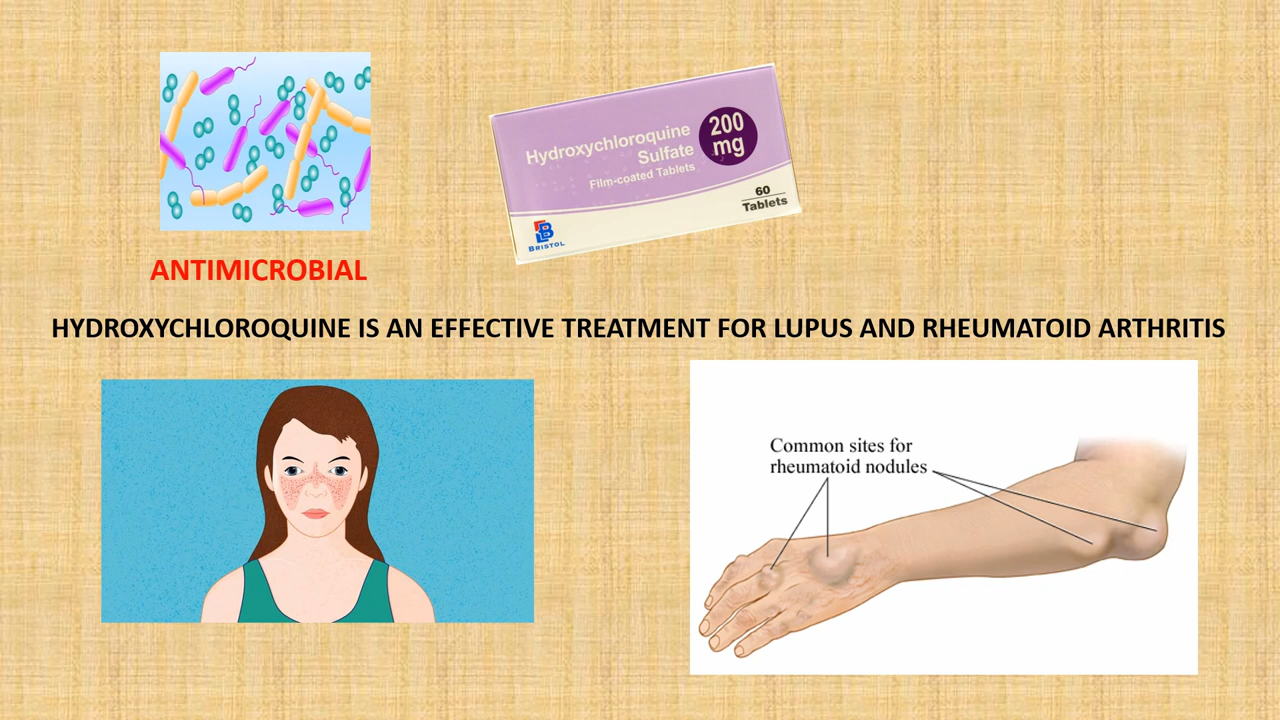 Hydroxychloroquine
Sulfate
Film-coated Tablets
200
mg
60
Tablets
BRISTOL
ANTIMICROBIAL
HYDROXYCHLOROQUINE IS AN EFFECTIVE TREATMENT FOR LUPUS AND RHEUMATOID ARTHRITIS
Common sites for
rheumatoid nodules